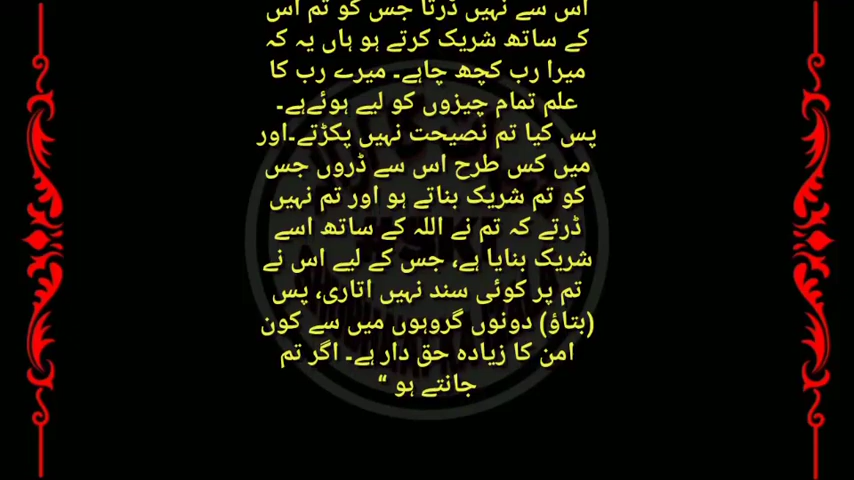 اس سے نہیں ڈرتا جس کو تم اس
کے ساتھ شریک کرتے ہو ہاں یہ کہ
میرا رب کچھ چاہے۔ میرے رب کا
علم تمام چیزوں کو لیے ہوئےہے۔
پس کیا تم نصیحت نہیں پکڑتے۔اور
میں کس طرح اس سے ڈروں جس
کو تم شریک بناتے ہو اور تم نہیں
ڈرتے کہ تم نے اللہ کے ساتھ اسے
شریک بنایا ہے، جس کے لیے اس نے
تم پر کوئی سند نہیں اتاری، پس
(بتاؤ) دونوں گروہوں میں سے کون
امن کا زیادہ حق دار ہے۔ اگر تم
جانتے ہو “